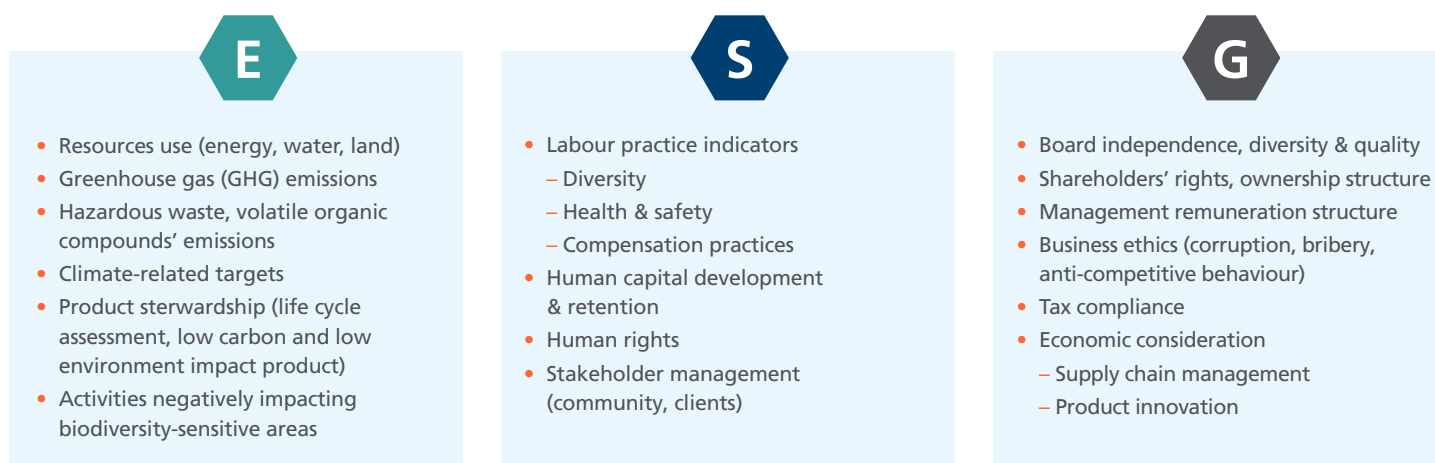 E
• Resources use (energy, water, land)
• Greenhouse gas (GHG) emissions
• Hazardous waste, volatile organic
compounds’ emissions
• Climate-related targets
• Product sterwardship (life cycle
assessment, low carbon and low
environment impact product)
• Activities negatively impacting
biodiversity-sensitive areas
S
• Labour practice indicators
– Diversity
– Health & safety
– Compensation practices
• Human capital development
& retention
• Human rights
• Stakeholder management
(community, clients)
G
• Board independence, diversity & quality
• Shareholders’ rights, ownership structure
• Management remuneration structure
• Business ethics (corruption, bribery,
anti-competitive behaviour)
• Tax compliance
• Economic consideration
– Supply chain management
– Product innovation